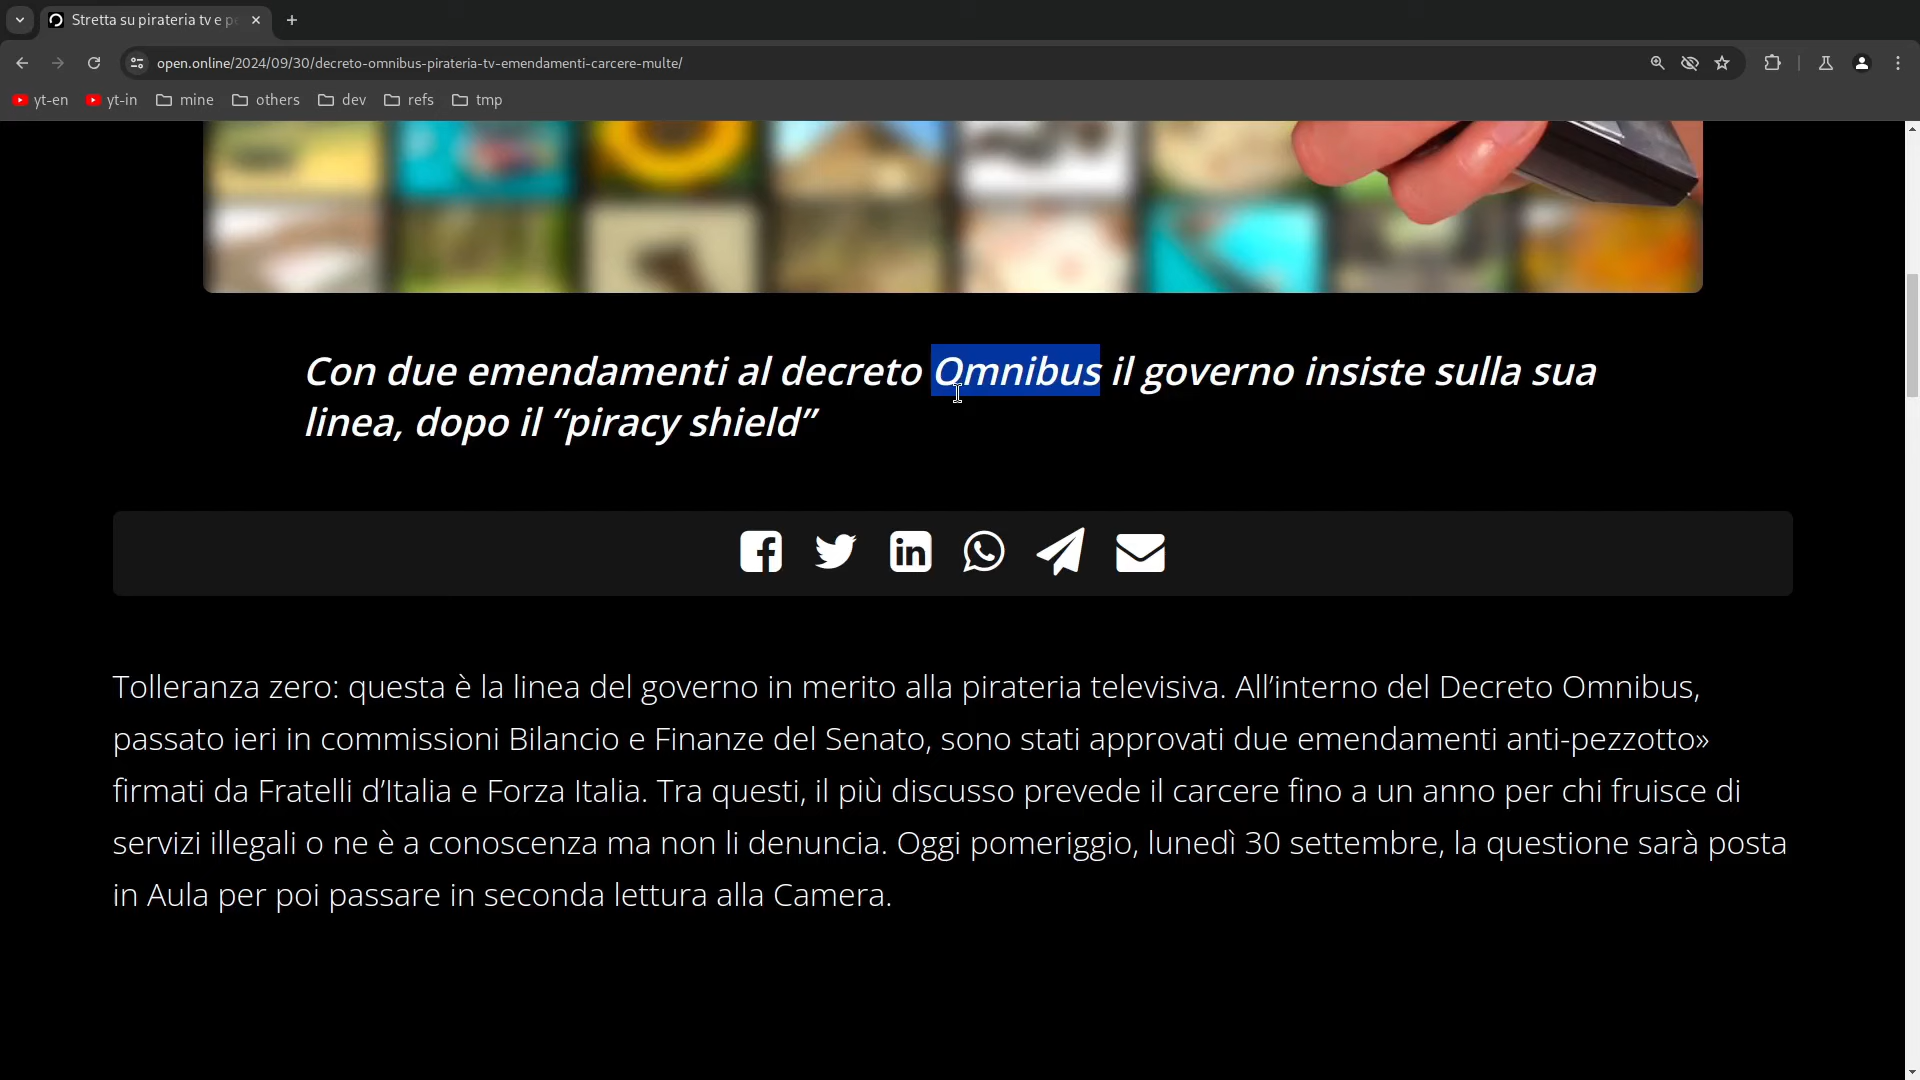 Stretta su pirateria tv e
open.online/2024/09/30/decreto-omnibus-pirateria-tv-emendamenti-carcere-multe/
yt-en
yt-in
mine
others
dev
refs
tmp
Con due emendamenti al decreto Omnibus il governo insiste sulla sua
linea, dopo il “piracy shield”
Tolleranza zero: questa è la linea del governo in merito alla pirateria televisiva. All’interno del Decreto Omnibus,
passato ieri in commissioni Bilancio e Finanze del Senato, sono stati approvati due emendamenti anti-pezzotto»
firmati da Fratelli d’Italia e Forza Italia. Tra questi, il più discusso prevede il carcere fino a un anno per chi fruisce di
servizi illegali o ne è a conoscenza ma non li denuncia. Oggi pomeriggio, lunedì 30 settembre, la questione sarà posta
in Aula per poi passare in seconda lettura alla Camera.